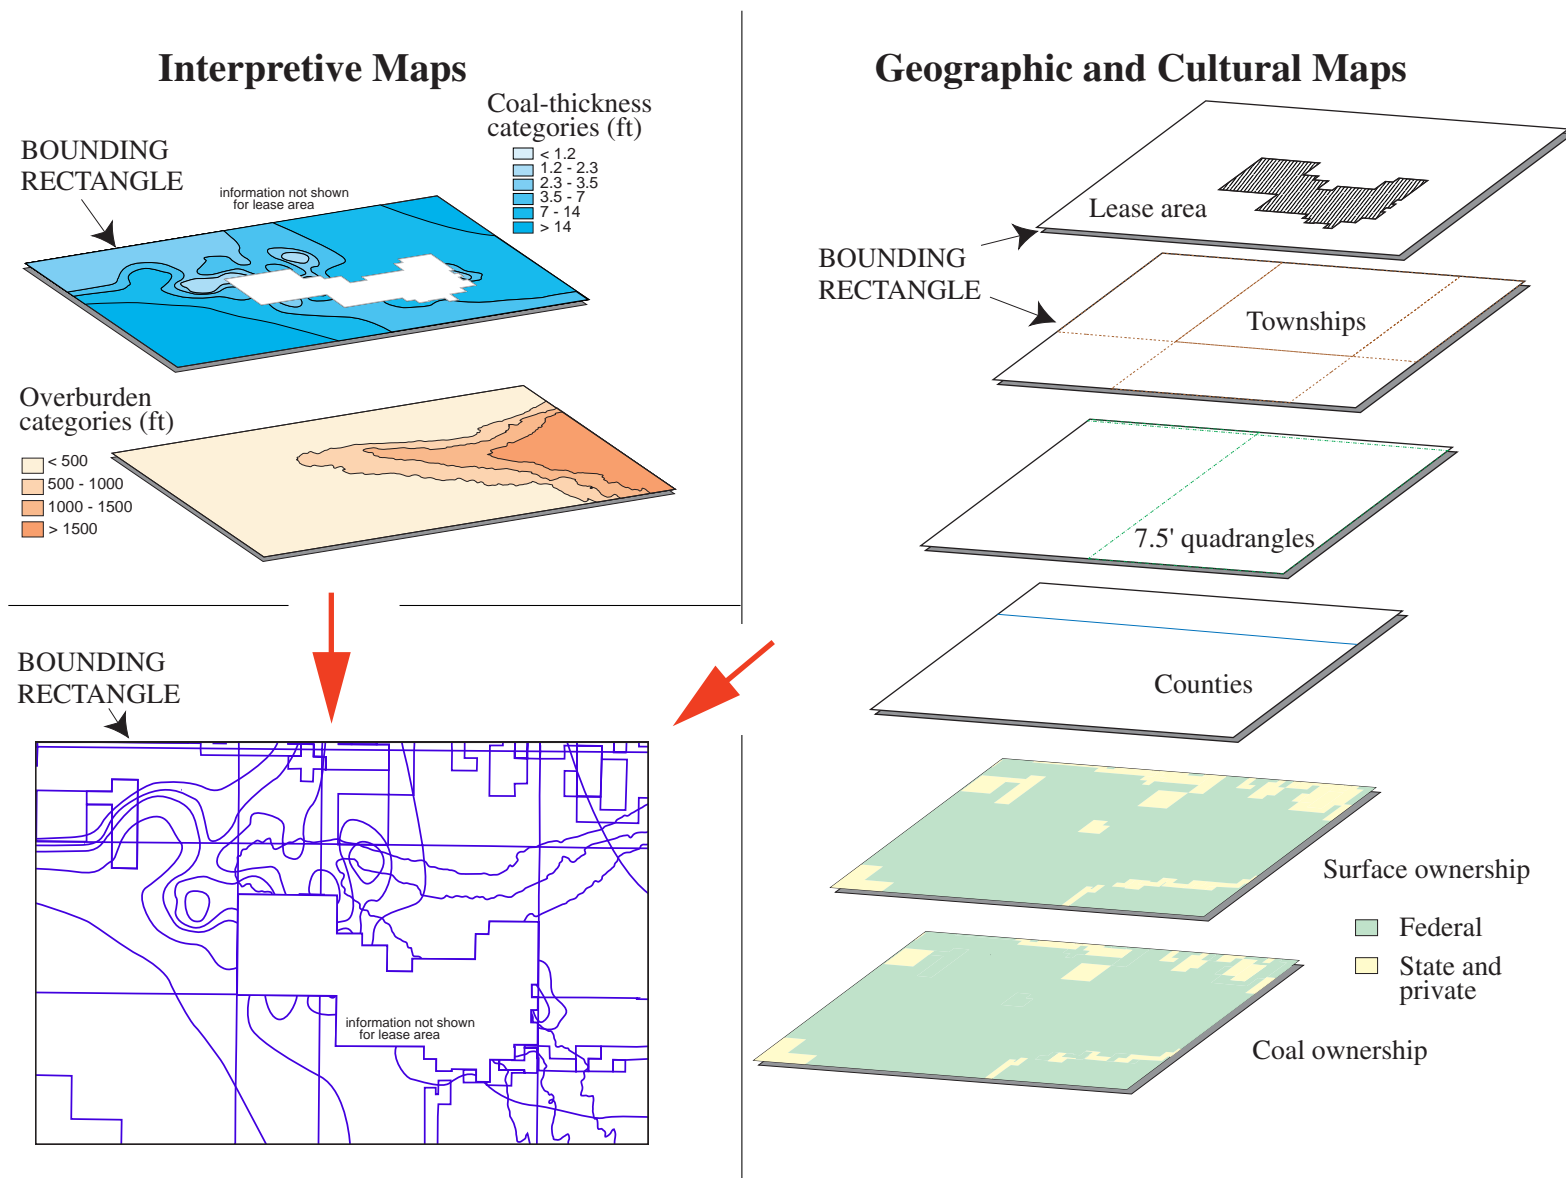 Interpretive Maps
Coal-thickness
categories (ft)
< 1.2
1.2 - 2.3
2.3 - 3.5
3.5 - 7
7 - 14
> 14
BOUNDING
RECTANGLE
information not shown
for lease area
Overburden
categories (ft)
< 500
500 - 1000
1000 - 1500
> 1500
BOUNDING
RECTANGLE
information not shown
for lease area
Geographic and Cultural Maps
Lease area
BOUNDING
RECTANGLE
Townships
7.5' quadrangles
Counties
Surface ownership
Federal
State and
private
Coal ownership